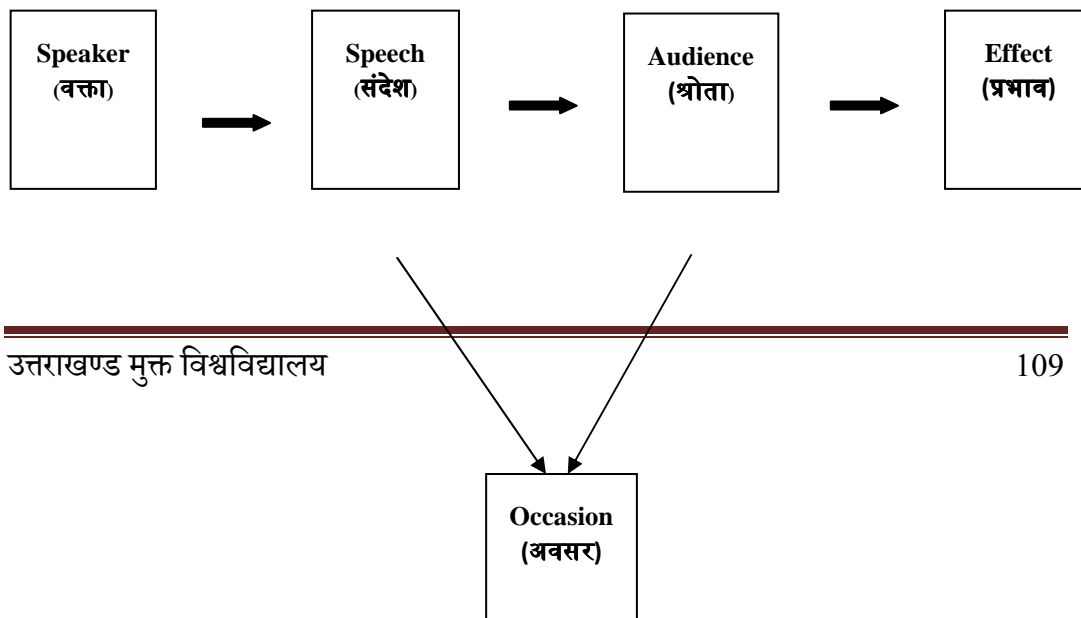 Speaker
(वक्ता)
Speech
(संदेश)
Audience
(श्रोता)
Effect
(प्रभाव)
उत्तराखण्ड मुक्त विश्वविद्यालय 109
Occasion
(अवसर)